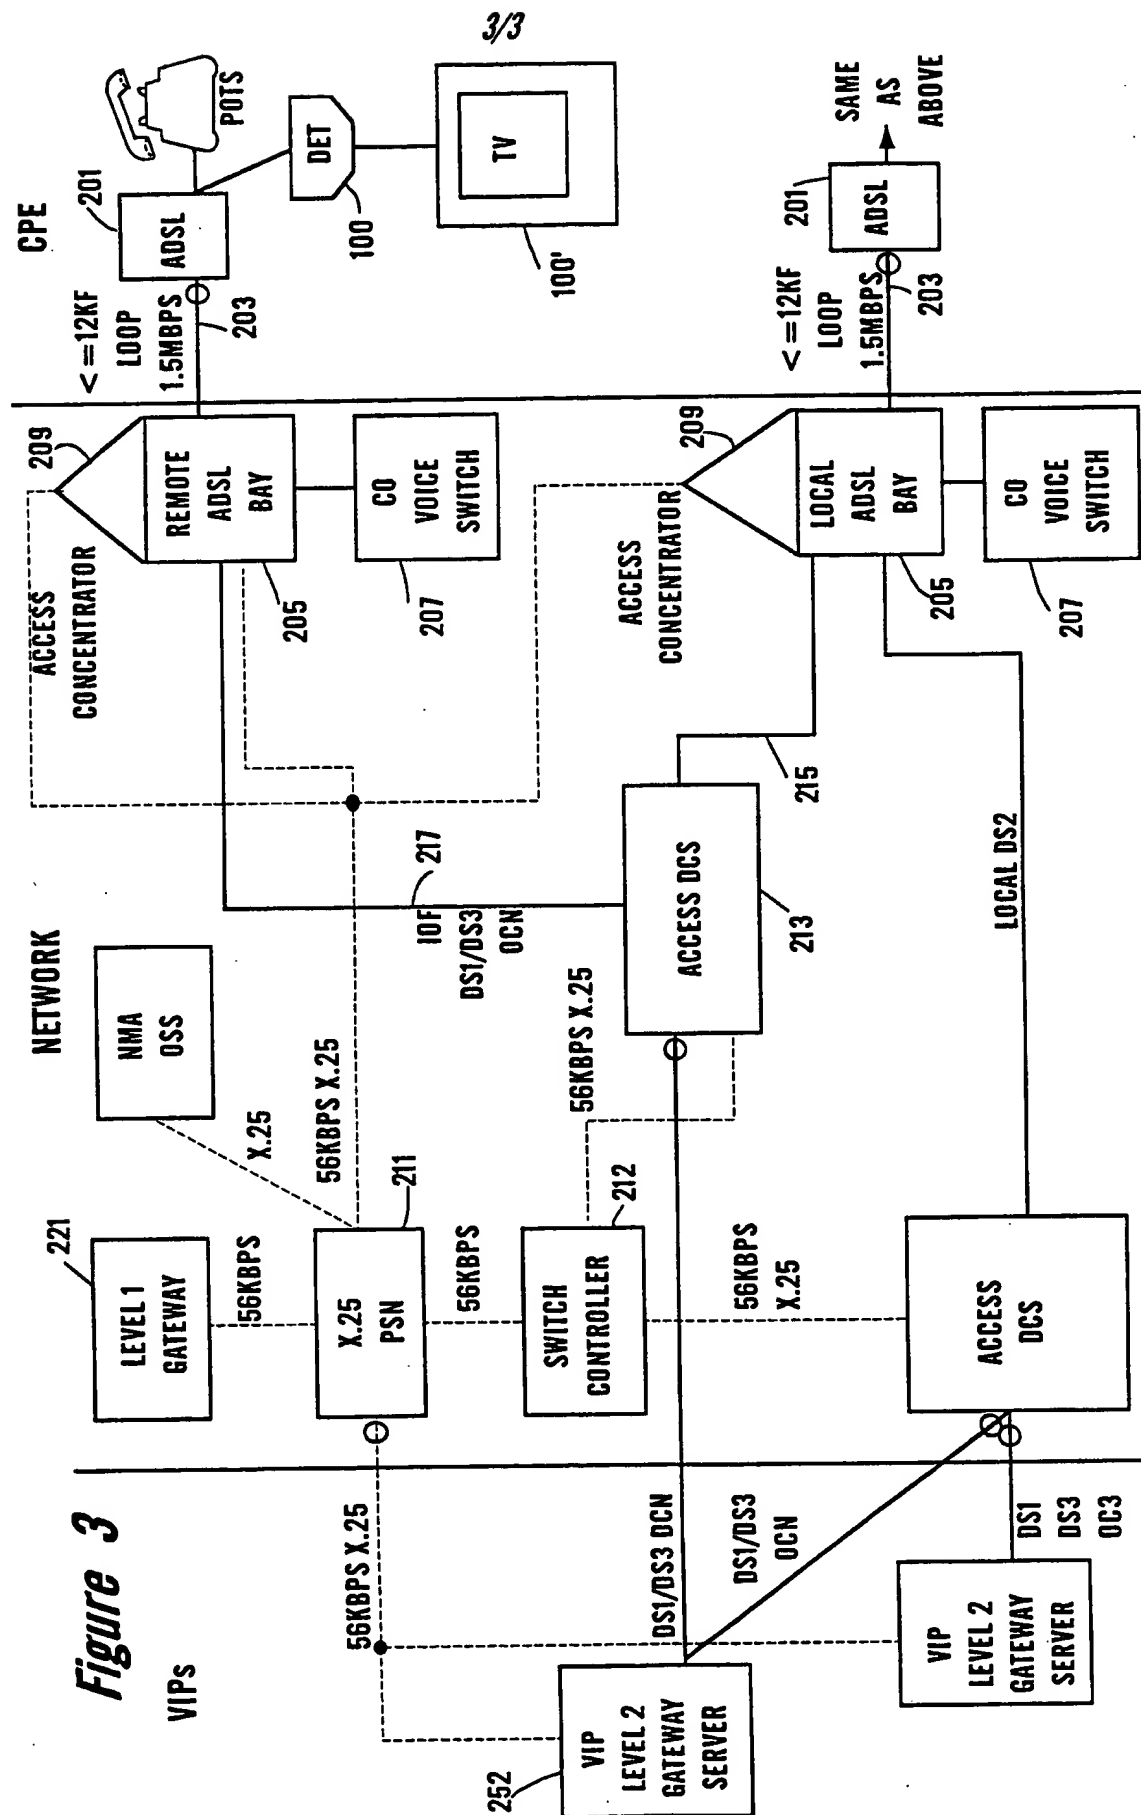 3/3
Figure 3
VIPs
NETWORK
CPE
221
LEVEL 1
GATEWAY
NMA
OSS
56KBPS
X.25
56KBPS X.25
56KBPS X.25
211
X.25
PSN
56KBPS
212
SWITCH
CONTROLLER
56KBPS X.25
56KBPS
X.25
252
VIP
LEVEL 2
GATEWAY
SERVER
DS1/DS3 DCN
DS1/DS3
OCN
VIP
LEVEL 2
GATEWAY
SERVER
DS1
DS3
OC3
ACCESS
DCS
LOCAL DS2
ACCESS DCS
213
215
217
IOF
DS1/DS3
OCN
ACCESS
CONCENTRATOR
209
REMOTE
ADSL
BAY
205
CO
VOICE
SWITCH
207
ACCESS
CONCENTRATOR
209
LOCAL
ADSL
BAY
205
CO
VOICE
SWITCH
207
<=12KF
LOOP
1.5MBPS
203
201
ADSL
POTS
DET
100
TV
100'
<=12KF
LOOP
1.5MBPS
203
201
ADSL
SAME
AS
ABOVE